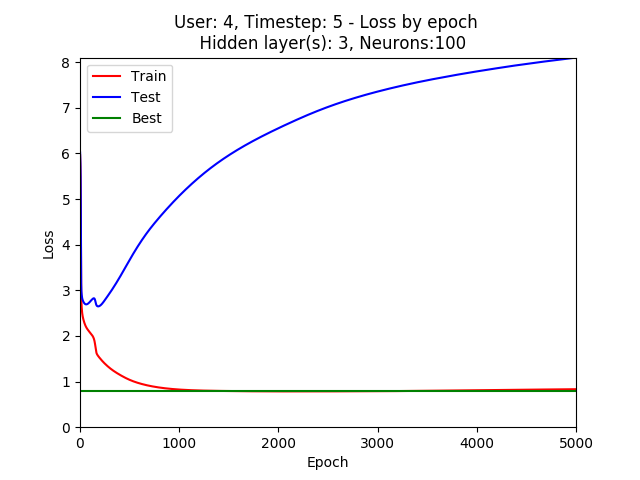 User: 4, Timestep: 5 - Loss by epoch
Hidden layer(s): 3, Neurons:100
8
7
6
5
4
3
2
1
0
Loss
Train
Test
Best
0 1000 2000 3000 4000 5000
Epoch